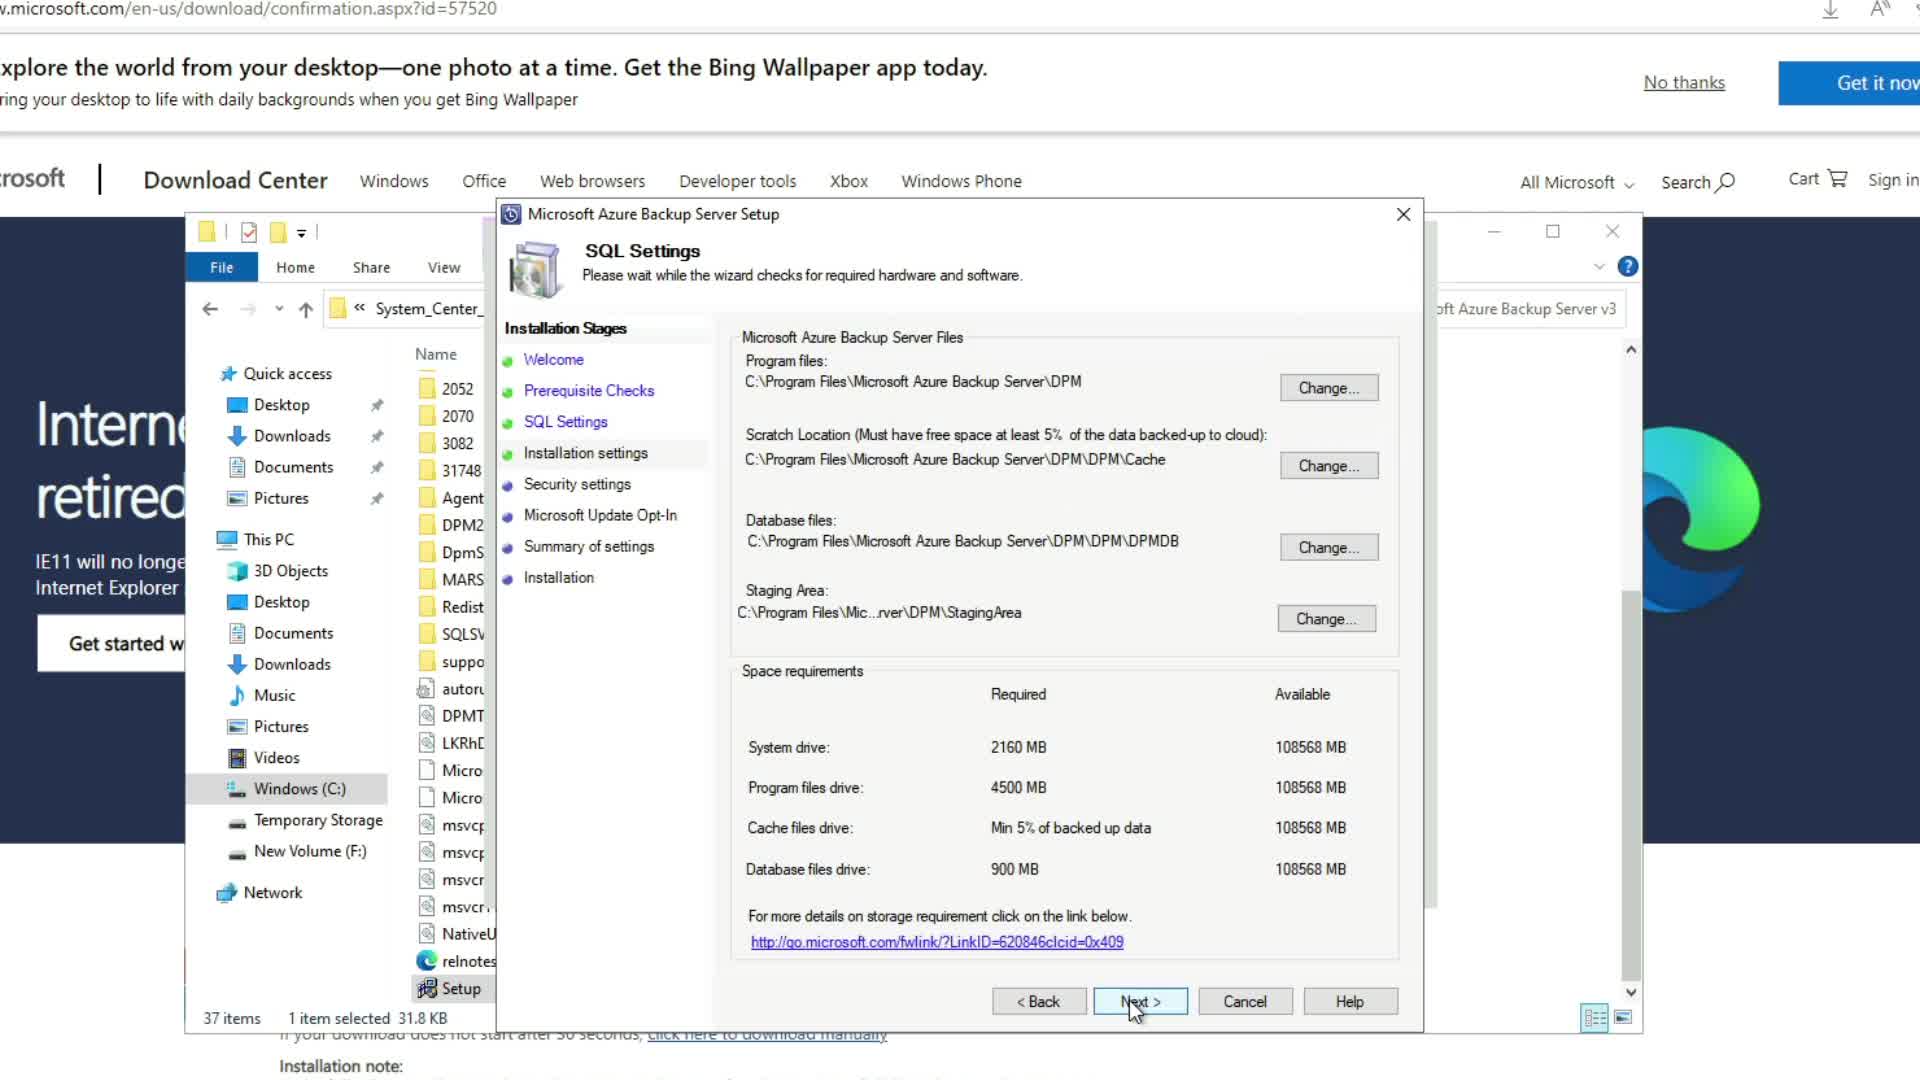 w.microsoft.com/en-us/download/confirmation.aspx?id=57520
xplore the world from your desktop—one photo at a time. Get the Bing Wallpaper app today.
ring your desktop to life with daily backgrounds when you get Bing Wallpaper
No thanks
Get it now
rosoft
Download Center
Windows
Office
Web browsers
Developer tools
Xbox
Windows Phone
All Microsoft
Search
Cart
Sign in
Interne
retired
IE11 will no longe
Internet Explorer
Get started w
File
Home
Share
View
« System_Center_
oft Azure Backup Server v3
Quick access
Desktop
Downloads
Documents
Pictures
This PC
3D Objects
Desktop
Documents
Downloads
Music
Pictures
Videos
Windows (C:)
Temporary Storage
New Volume (F:)
Network
Name
2052
2070
3082
31748
Agent
DPM2
DpmS
MARS
Redist
SQLSV
suppo
autoru
DPMT
LKRhD
Micro
Micro
msvcp
msvcp
msvcr
msvcr
NativeU
relnotes
Setup
37 items
1 item selected 31.8 KB
Microsoft Azure Backup Server Setup
SQL Settings
Please wait while the wizard checks for required hardware and software.
Installation Stages
Welcome
Prerequisite Checks
SQL Settings
Installation settings
Security settings
Microsoft Update Opt-In
Summary of settings
Installation
Microsoft Azure Backup Server Files
Program files:
C:\Program Files\Microsoft Azure Backup Server\DPM
Change...
Scratch Location (Must have free space at least 5% of the data backed-up to cloud):
C:\Program Files\Microsoft Azure Backup Server\DPM\DPM\Cache
Change...
Database files:
C:\Program Files\Microsoft Azure Backup Server\DPM\DPM\DPMDB
Change...
Staging Area:
C:\Program Files\Mic...rver\DPM\StagingArea
Change...
Space requirements
Required
Available
System drive:
2160 MB
108568 MB
Program files drive:
4500 MB
108568 MB
Cache files drive:
Min 5% of backed up data
108568 MB
Database files drive:
900 MB
108568 MB
For more details on storage requirement click on the link below.
http://go.microsoft.com/fwlink/?LinkID=620846clcid=0x409
< Back
Next >
Cancel
Help
If your download does not start after 30 seconds, click here to download manually
Installation note: